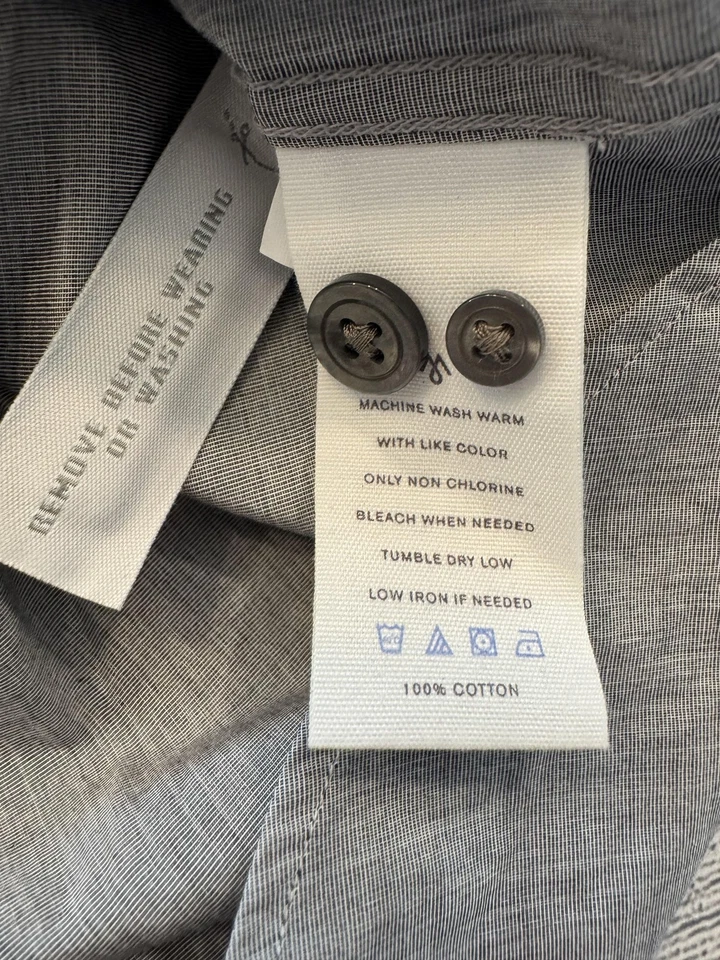 REMOVE BEFORE WEARING
OR WASHING
MACHINE WASH WARM
WITH LIKE COLOR
ONLY NON CHLORINE
BLEACH WHEN NEEDED
TUMBLE DRY LOW
LOW IRON IF NEEDED
100% COTTON